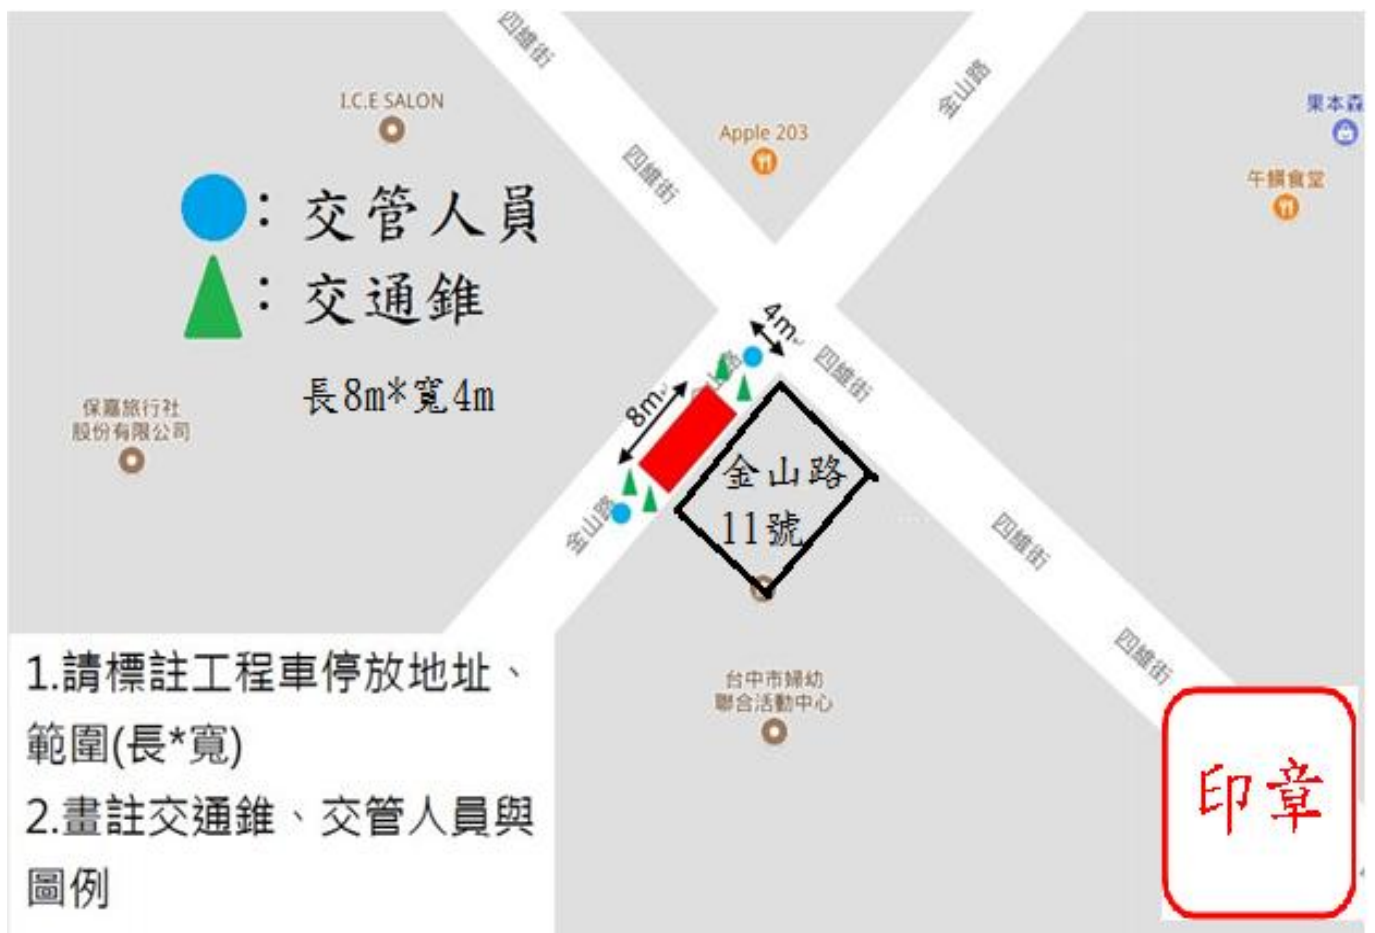 四維街
金山路
I.C.E SALON
果本森
Apple 203
四維街
午饌食堂
：交管人員
：交通錐
4m
四維街
長8m*寬4m
8m
保嘉旅行社
股份有限公司
金山路
11號
金山路
四維街
四維街
台中市婦幼
聯合活動中心
1.請標註工程車停放地址、
範圍(長*寬)
2.畫註交通錐、交管人員與
圖例
印章